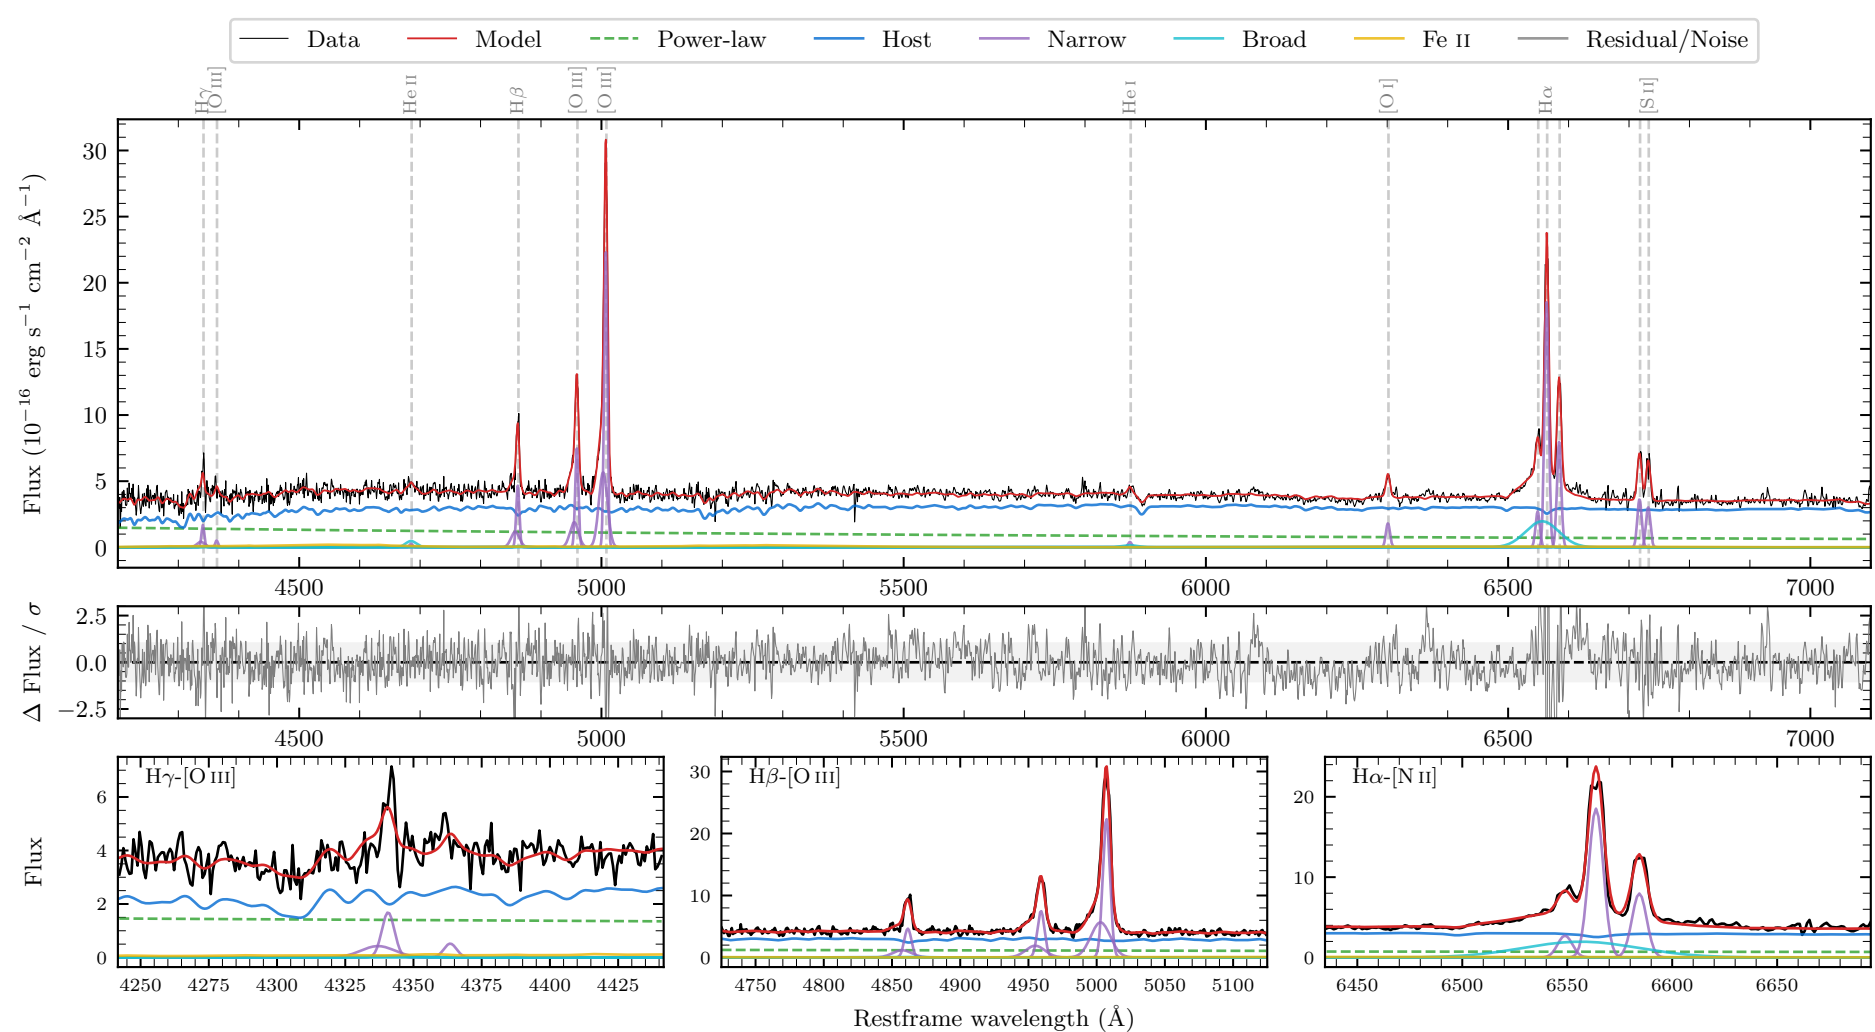 Data Model Power-law Host Narrow Broad Fe II Residual/Noise
Hγ [O III] He II Hβ [O III] [O III] He I [O I] Hα [S II]
Flux (10−16 erg s−1 cm−2 Å−1)
30
25
20
15
10
5
0
4500 5000 5500 6000 6500 7000
Δ Flux / σ
2.5
0.0
−2.5
4500 5000 5500 6000 6500 7000
Flux
Hγ-[O III]
6
4
2
0
4250 4275 4300 4325 4350 4375 4400 4425
Hβ-[O III]
30
20
10
0
4750 4800 4850 4900 4950 5000 5050 5100
Hα-[N II]
20
10
0
6450 6500 6550 6600 6650
Restframe wavelength (Å)